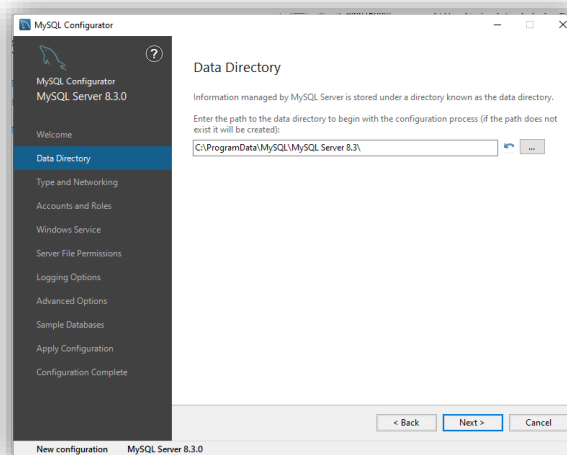 MySQL Configurator
?
MySQL Configurator
MySQL Server 8.3.0
Welcome
Data Directory
Type and Networking
Accounts and Roles
Windows Service
Server File Permissions
Logging Options
Advanced Options
Sample Databases
Apply Configuration
Configuration Complete
Data Directory
Information managed by MySQL Server is stored under a directory known as the data directory.
Enter the path to the data directory to begin with the configuration process (if the path does not
exist it will be created):
C:\ProgramData\MySQL\MySQL Server 8.3\
...
< Back
Next >
Cancel
New configuration MySQL Server 8.3.0